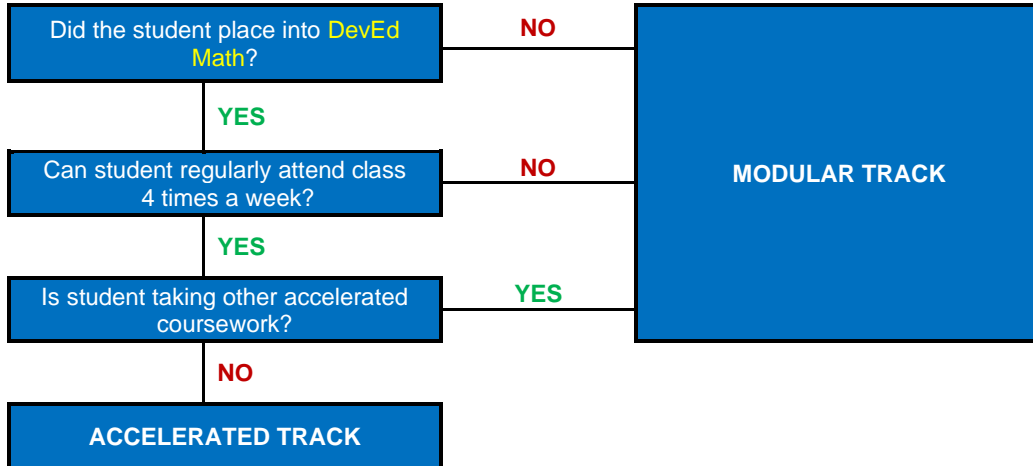 Did the student place into DevEd
Math?
NO
YES
Can student regularly attend class
4 times a week?
NO
MODULAR TRACK
YES
Is student taking other accelerated
coursework?
YES
NO
ACCELERATED TRACK